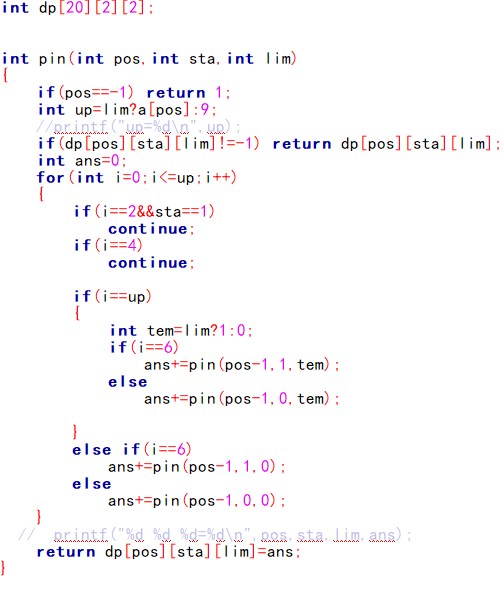 int dp[20][2][2];
int pin(int pos,int sta,int lim)
{
if(pos==-1) return 1;
int up=lim?a[pos]:9;
//printf("up=%d\n",up);
if(dp[pos][sta][lim]!=-1) return dp[pos][sta][lim];
int ans=0;
for(int i=0;i<=up;i++)
{
if(i==2&&sta==1)
continue;
if(i==4)
continue;
if(i==up)
{
int tem=lim?1:0;
if(i==6)
ans+=pin(pos-1,1,tem);
else
ans+=pin(pos-1,0,tem);
}
else if(i==6)
ans+=pin(pos-1,1,0);
else
ans+=pin(pos-1,0,0);
}
// printf("%d %d %d=%d\n",pos,sta,lim,ans);
return dp[pos][sta][lim]=ans;
}